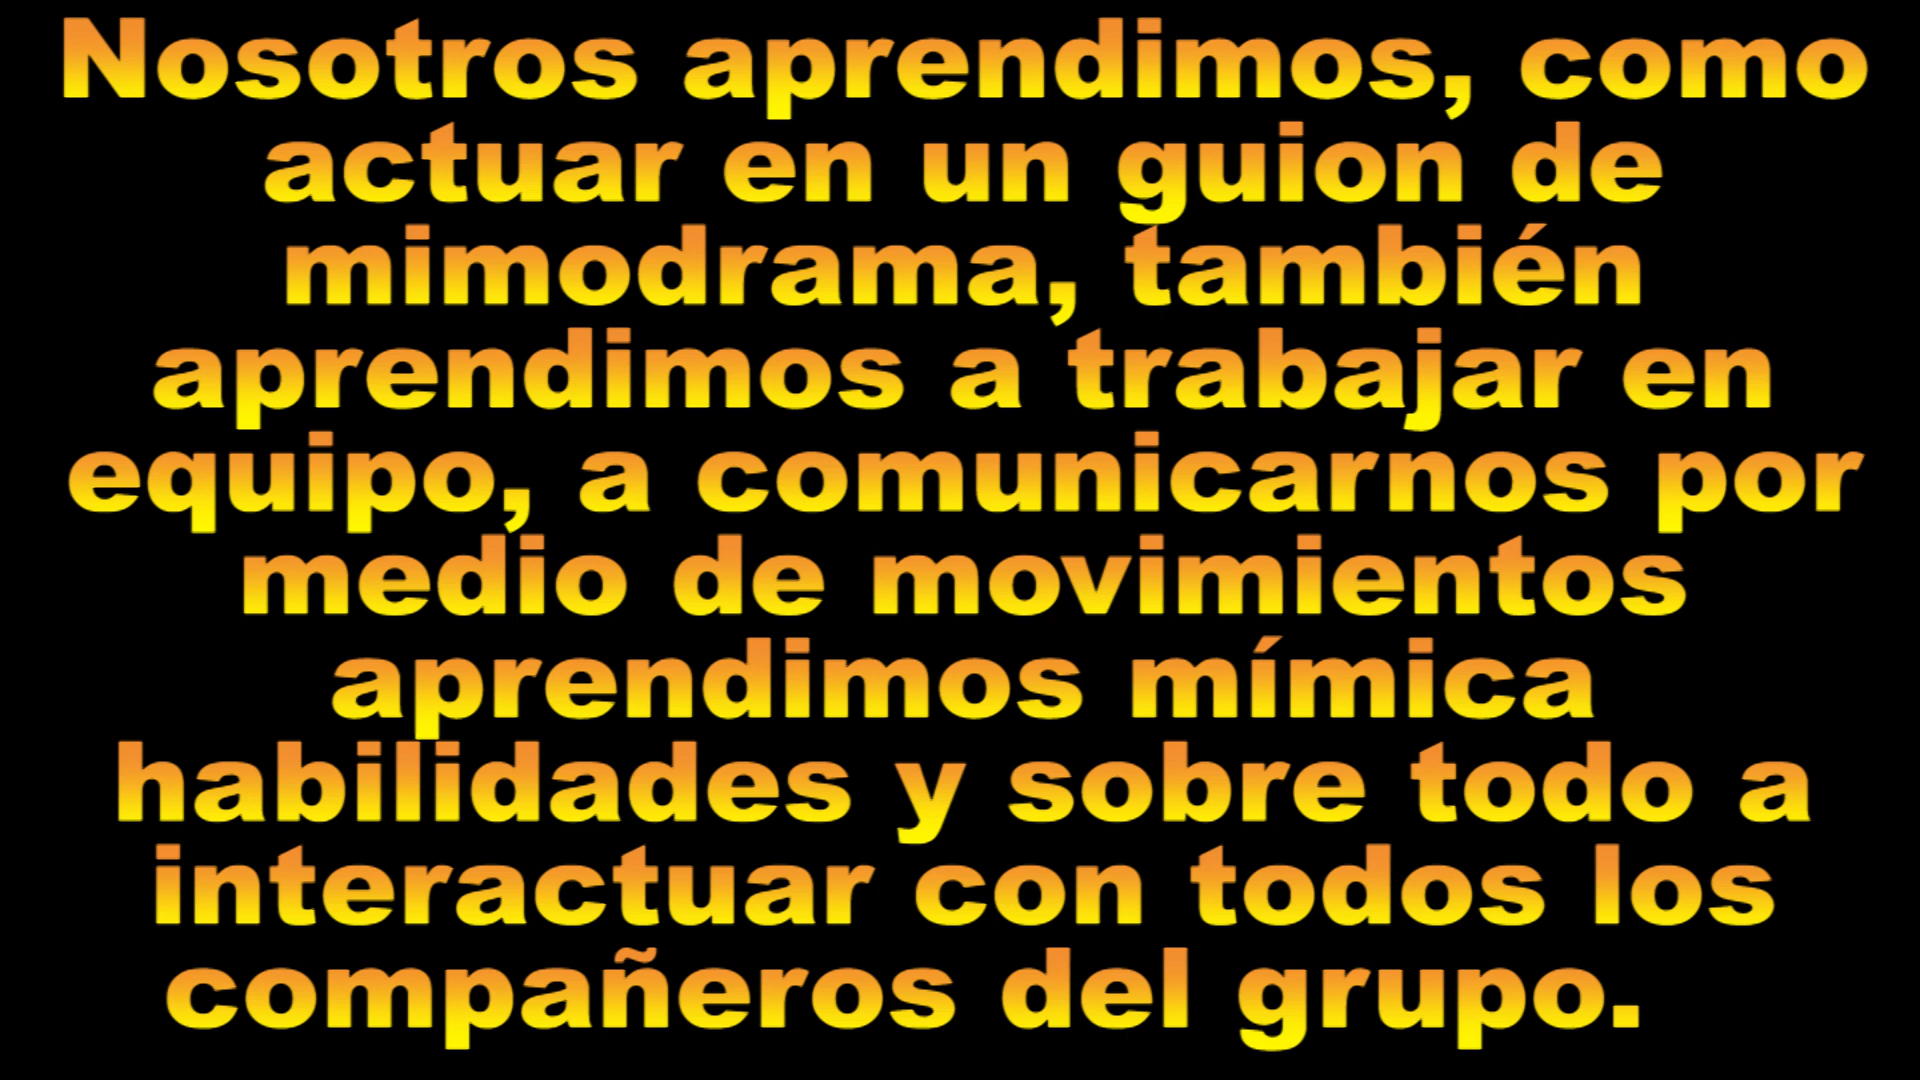 Nosotros aprendimos, como
actuar en un guion de
mimodrama, también
aprendimos a trabajar en
equipo, a comunicarnos por
medio de movimientos
aprendimos mímica
habilidades y sobre todo a
interactuar con todos los
compañeros del grupo.